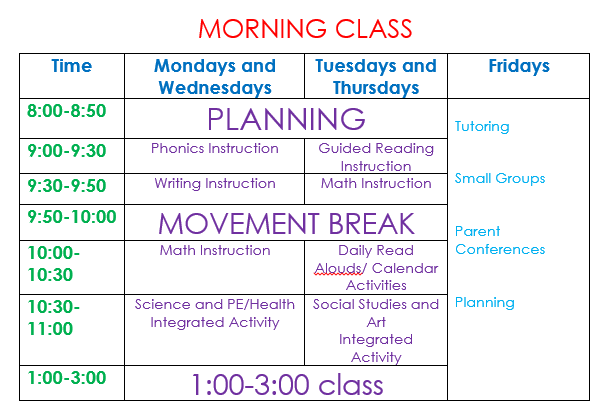 MORNING CLASS
Time
Mondays and
Wednesdays
Tuesdays and
Thursdays
Fridays
8:00-8:50
PLANNING
9:00-9:30
Phonics Instruction
Guided Reading
Instruction
9:30-9:50
Writing Instruction
Math Instruction
9:50-10:00
MOVEMENT BREAK
10:00-
10:30
Math Instruction
Daily Read
Alouds/ Calendar
Activities
10:30-
11:00
Science and PE/Health
Integrated Activity
Social Studies and
Art
Integrated
Activity
1:00-3:00
1:00-3:00 class
Tutoring
Small Groups
Parent
Conferences
Planning